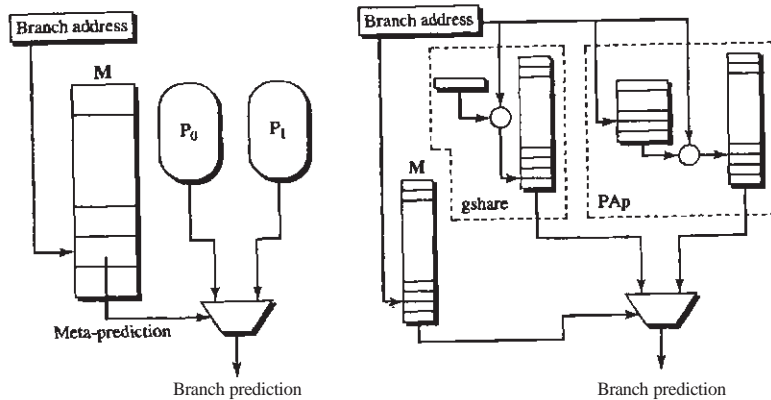 Branch address
M
P0
P1
Meta-prediction
Branch prediction
Branch address
gshare
PAp
M
Branch prediction